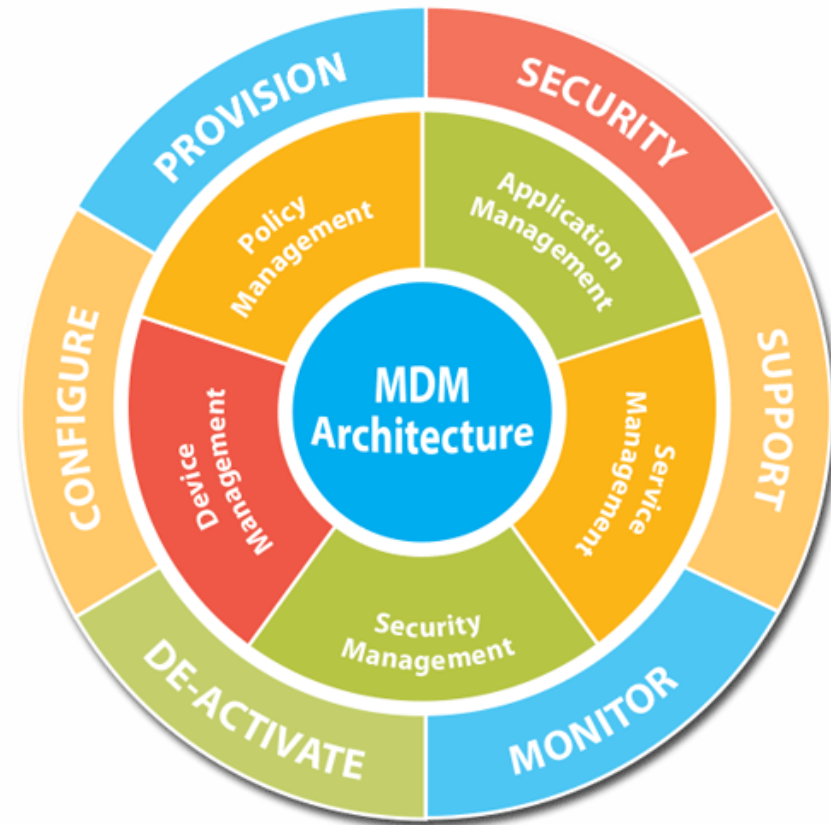 PROVISION
SECURITY
SUPPORT
MONITOR
DE-ACTIVATE
CONFIGURE
Policy
Management
Application
Management
Service
Management
Security
Management
Device
Management
MDM
Architecture